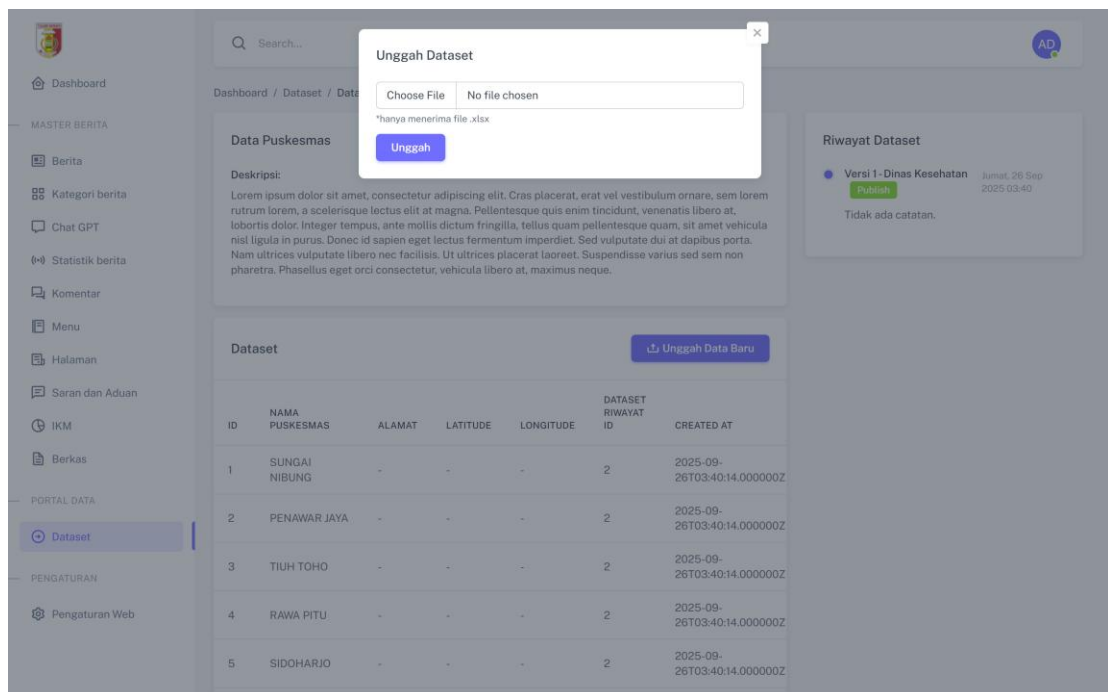 Dashboard
MASTER BERITA
Berita
Kategori berita
Chat GPT
Statistik berita
Komentar
Menu
Halaman
Saran dan Aduan
IKM
Berkas
PORTAL DATA
Dataset
PENGATURAN
Pengaturan Web
Search...
AD
Dashboard / Dataset / Data
Unggah Dataset
×
Choose File No file chosen
*hanya menerima file .xlsx
Unggah
Data Puskesmas
Deskripsi:
Lorem ipsum dolor sit amet, consectetur adipiscing elit. Cras placerat, erat vel vestibulum ornare, sem lorem
rutrum lorem, a scelerisque lectus elit at magna. Pellentesque quis enim tincidunt, venenatis libero at,
lobortis dolor. Integer tempus, ante mollis dictum fringilla, tellus quam pellentesque quam, sit amet vehicula
nisl ligula in purus. Donec id sapien eget lectus fermentum imperdiet. Sed vulputate dui at dapibus porta.
Nam ultrices vulputate libero nec facilisis. Ut ultrices placerat laoreet. Suspendisse varius sed sem non
pharetra. Phasellus eget orci consectetur, vehicula libero at, maximus neque.
Riwayat Dataset
Versi 1 - Dinas Kesehatan Jumat, 26 Sep
Publish 2025 03:40
Tidak ada catatan.
Dataset
Unggah Data Baru
ID NAMA PUSKESMAS ALAMAT LATITUDE LONGITUDE DATASET RIWAYAT ID CREATED AT
1 SUNGAI NIBUNG - - - 2 2025-09-26T03:40:14.000000Z
2 PENAWAR JAYA - - - 2 2025-09-26T03:40:14.000000Z
3 TIUH TOHO - - - 2 2025-09-26T03:40:14.000000Z
4 RAWA PITU - - - 2 2025-09-26T03:40:14.000000Z
5 SIDOHARJO - - - 2 2025-09-26T03:40:14.000000Z